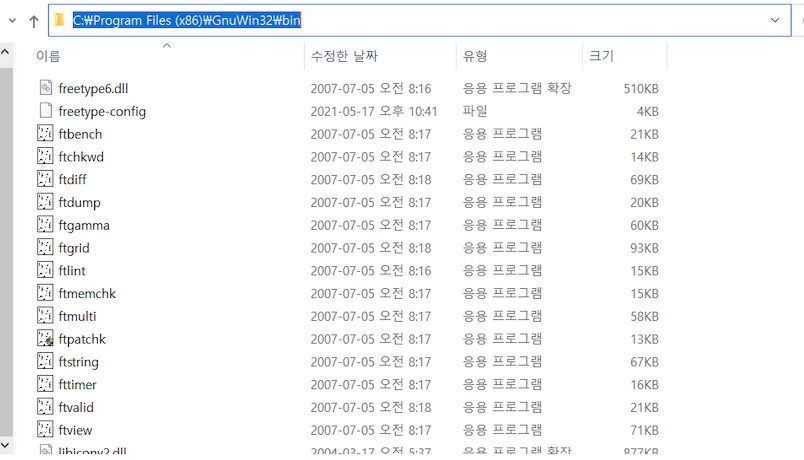 C:₩Program Files (x86)₩GnuWin32₩bin
이름 수정한 날짜 유형 크기
freetype6.dll 2007-07-05 오전 8:16 응용 프로그램 확장 510KB
freetype-config 2021-05-17 오후 10:41 파일 4KB
ftbench 2007-07-05 오전 8:17 응용 프로그램 21KB
ftchkwd 2007-07-05 오전 8:17 응용 프로그램 14KB
ftdiff 2007-07-05 오전 8:18 응용 프로그램 69KB
ftdump 2007-07-05 오전 8:17 응용 프로그램 20KB
ftgamma 2007-07-05 오전 8:17 응용 프로그램 60KB
ftgrid 2007-07-05 오전 8:18 응용 프로그램 93KB
ftlint 2007-07-05 오전 8:16 응용 프로그램 15KB
ftmemchk 2007-07-05 오전 8:17 응용 프로그램 15KB
ftmulti 2007-07-05 오전 8:17 응용 프로그램 58KB
ftpatchk 2007-07-05 오전 8:17 응용 프로그램 13KB
ftstring 2007-07-05 오전 8:17 응용 프로그램 67KB
fttimer 2007-07-05 오전 8:17 응용 프로그램 16KB
ftvalid 2007-07-05 오전 8:18 응용 프로그램 21KB
ftview 2007-07-05 오전 8:17 응용 프로그램 71KB
libiconv2.dll 2004-03-17 오전 5:37 응용 프로그램 확장 877KB